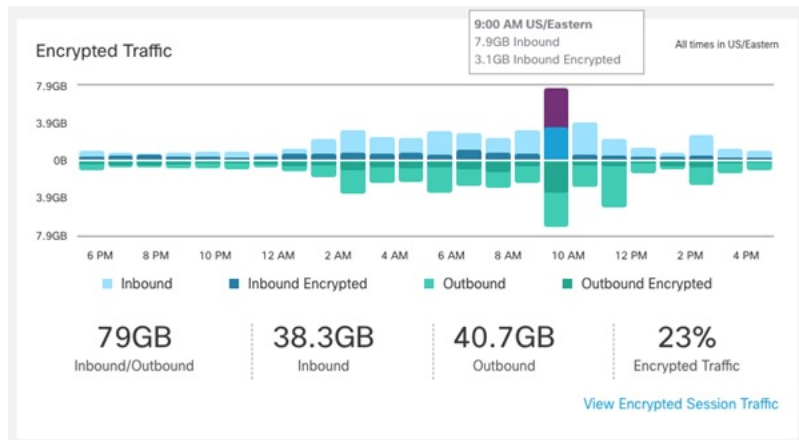 9:00 AM US/Eastern
7.9GB Inbound
3.1GB Inbound Encrypted
All times in US/Eastern
Encrypted Traffic
7.9GB
3.9GB
0B
3.9GB
7.9GB
6 PM 8 PM 10 PM 12 AM 2 AM 4 AM 6 AM 8 AM 10 AM 12 PM 2 PM 4 PM
Inbound Inbound Encrypted Outbound Outbound Encrypted
79GB 38.3GB 40.7GB 23%
Inbound/Outbound Inbound Outbound Encrypted Traffic
View Encrypted Session Traffic